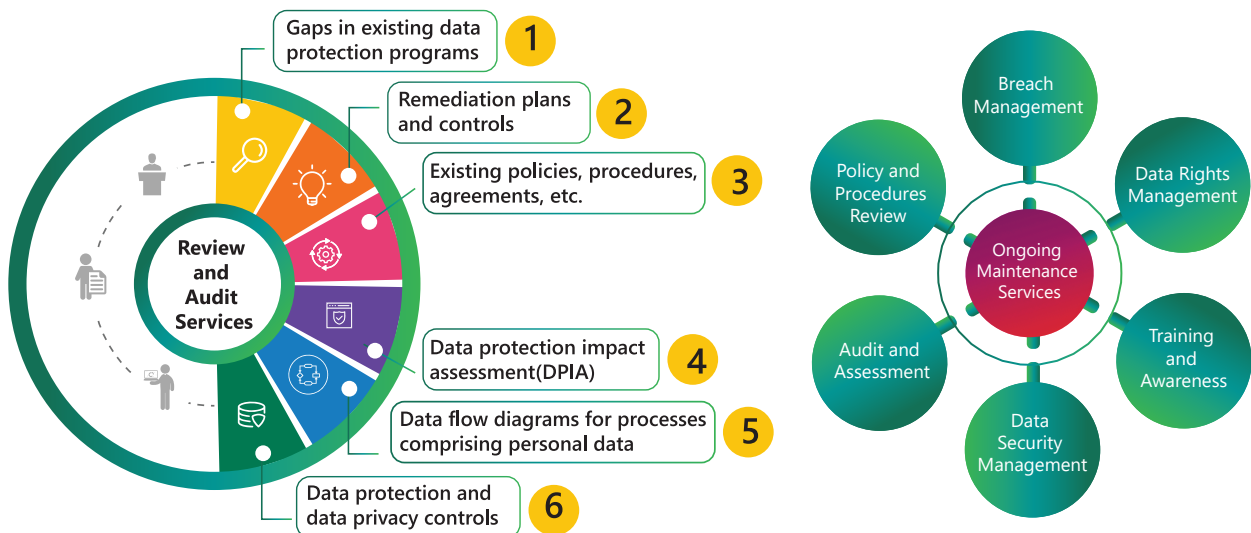 Gaps in existing data
protection programs
1
Remediation plans
and controls
2
Existing policies, procedures,
agreements, etc.
3
Review
and
Audit
Services
Data protection impact
assessment(DPIA)
4
Data flow diagrams for processes
comprising personal data
5
Data protection and
data privacy controls
6
Breach
Management
Policy and
Procedures
Review
Data Rights
Management
Ongoing
Maintenance
Services
Audit and
Assessment
Training
and
Awareness
Data
Security
Management